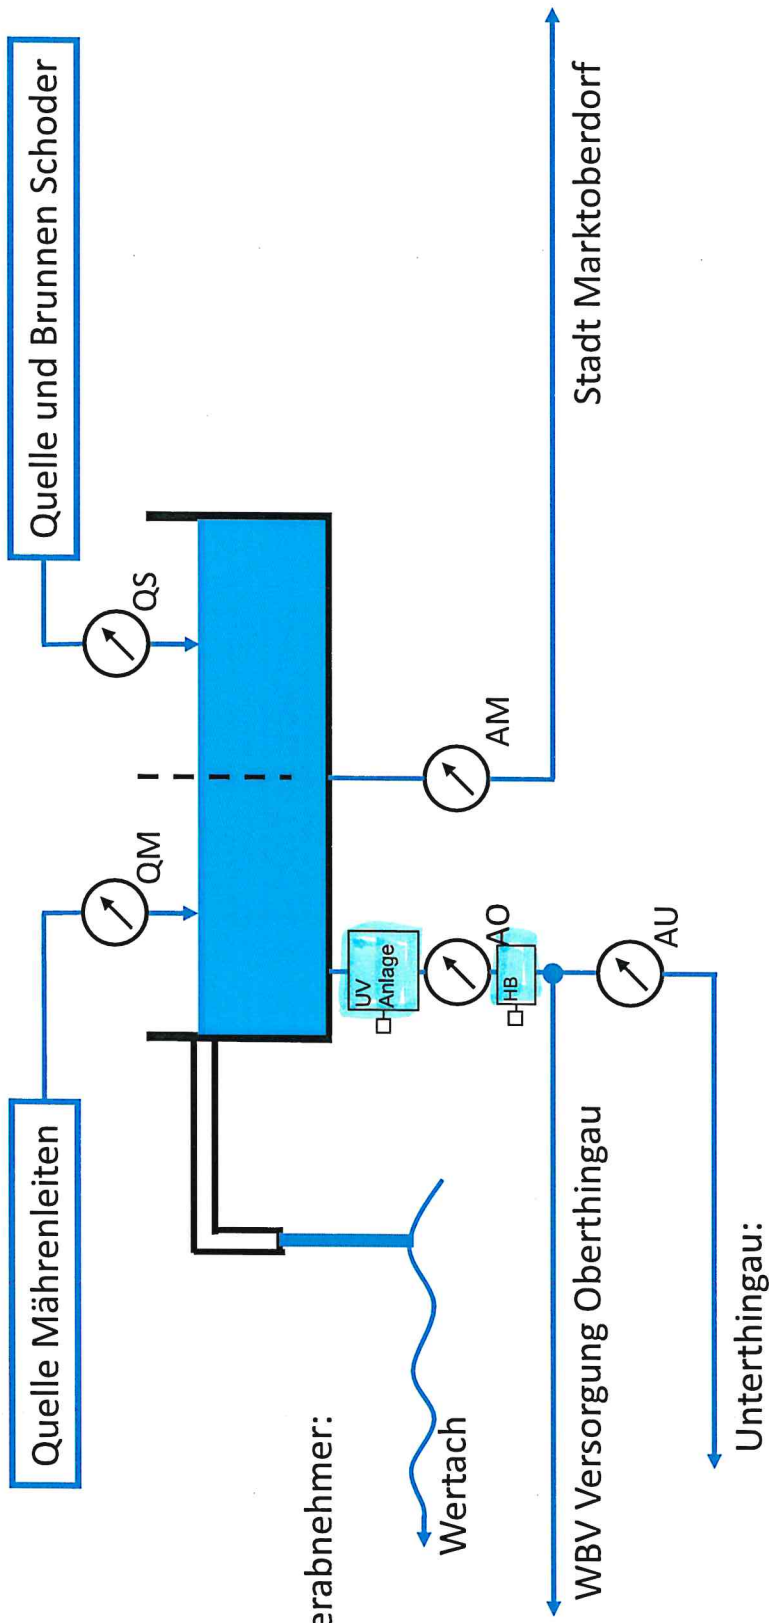 Quelle Mährenleiten
Quelle und Brunnen Schoder
QM
QS
UV
Anlage
AO
AM
HB
AU
erabnehmer:
Wertach
Stadt Marktoberdorf
WBV Versorgung Oberthingau
Unterthingau: